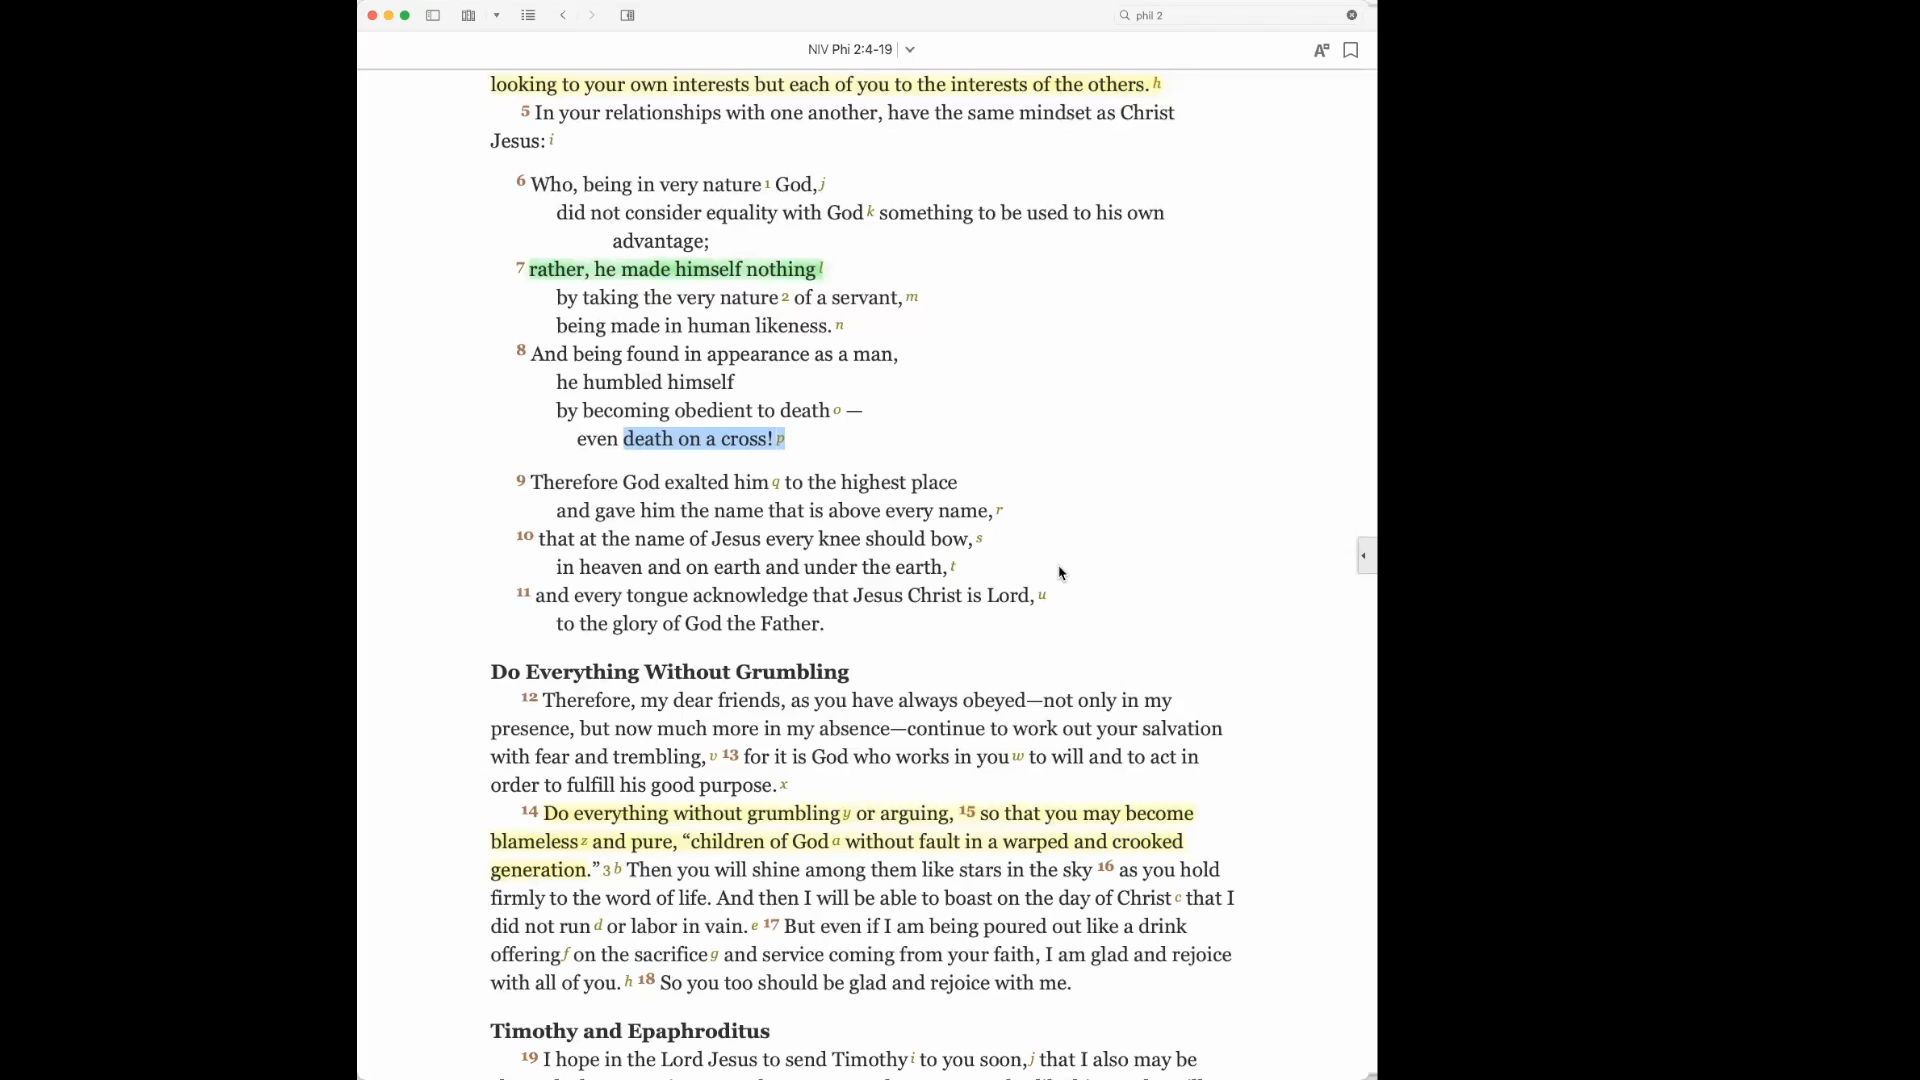 phil 2
NIV Phi 2:4-19
looking to your own interests but each of you to the interests of the others. h
5 In your relationships with one another, have the same mindset as Christ
Jesus: i
6 Who, being in very nature 1 God, j
did not consider equality with God k something to be used to his own
advantage;
7 rather, he made himself nothing l
by taking the very nature 2 of a servant, m
being made in human likeness. n
8 And being found in appearance as a man,
he humbled himself
by becoming obedient to death o —
even death on a cross! p
9 Therefore God exalted him q to the highest place
and gave him the name that is above every name, r
10 that at the name of Jesus every knee should bow, s
in heaven and on earth and under the earth, t
11 and every tongue acknowledge that Jesus Christ is Lord, u
to the glory of God the Father.
Do Everything Without Grumbling
12 Therefore, my dear friends, as you have always obeyed—not only in my
presence, but now much more in my absence—continue to work out your salvation
with fear and trembling, v 13 for it is God who works in you w to will and to act in
order to fulfill his good purpose. x
14 Do everything without grumbling y or arguing, 15 so that you may become
blameless z and pure, “children of God a without fault in a warped and crooked
generation.” 3 b Then you will shine among them like stars in the sky 16 as you hold
firmly to the word of life. And then I will be able to boast on the day of Christ c that I
did not run d or labor in vain. e 17 But even if I am being poured out like a drink
offering f on the sacrifice g and service coming from your faith, I am glad and rejoice
with all of you. h 18 So you too should be glad and rejoice with me.
Timothy and Epaphroditus
19 I hope in the Lord Jesus to send Timothy i to you soon, j that I also may be